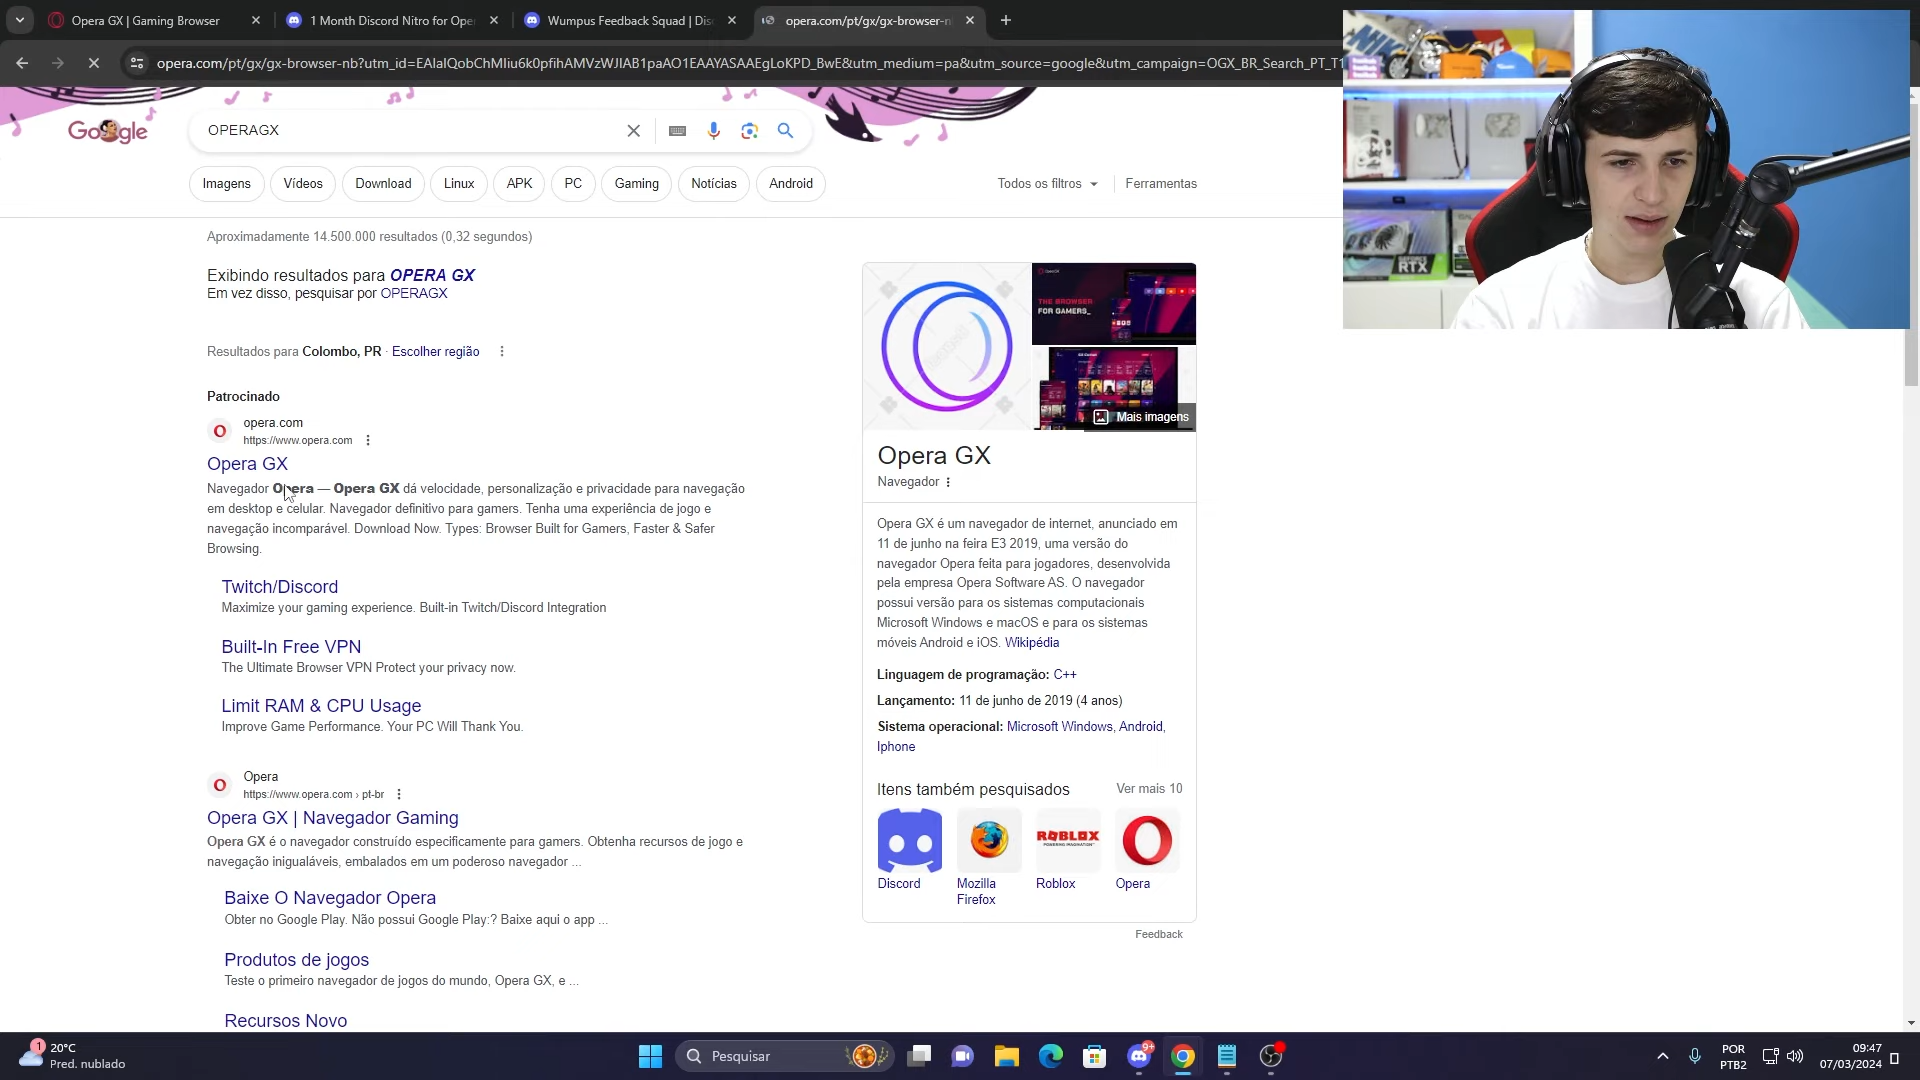 Opera GX | Gaming Browser
1 Month Discord Nitro for Ope
Wumpus Feedback Squad | Dis
opera.com/pt/gx/gx-browser-n
opera.com/pt/gx/gx-browser-nb?utm_id=EAIaIQobChMIiu6k0pfihAMVzWJIAB1paAO1EAAYASAAEgLoKPD_BwE&utm_medium=pa&utm_source=google&utm_campaign=OGX_BR_Search_PT_T1
Google
OPERAGX
Imagens
Vídeos
Download
Linux
APK
PC
Gaming
Notícias
Android
Todos os filtros
Ferramentas
Aproximadamente 14.500.000 resultados (0,32 segundos)
Exibindo resultados para OPERA GX
Em vez disso, pesquisar por OPERAGX
Resultados para Colombo, PR · Escolher região
Patrocinado
opera.com
https://www.opera.com
Opera GX
Navegador Opera — Opera GX dá velocidade, personalização e privacidade para navegação
em desktop e celular. Navegador definitivo para gamers. Tenha uma experiência de jogo e
navegação incomparável. Download Now. Types: Browser Built for Gamers, Faster & Safer
Browsing.
Twitch/Discord
Maximize your gaming experience. Built-in Twitch/Discord Integration
Built-In Free VPN
The Ultimate Browser VPN Protect your privacy now.
Limit RAM & CPU Usage
Improve Game Performance. Your PC Will Thank You.
Opera
https://www.opera.com › pt-br
Opera GX | Navegador Gaming
Opera GX é o navegador construído especificamente para gamers. Obtenha recursos de jogo e
navegação inigualáveis, embalados em um poderoso navegador ...
Baixe O Navegador Opera
Obter no Google Play. Não possui Google Play:? Baixe aqui o app ...
Produtos de jogos
Teste o primeiro navegador de jogos do mundo, Opera GX, e ...
Recursos Novo
THE BROWSER
FOR GAMERS_
Mais imagens
Opera GX
Navegador
Opera GX é um navegador de internet, anunciado em
11 de junho na feira E3 2019, uma versão do
navegador Opera feita para jogadores, desenvolvida
pela empresa Opera Software AS. O navegador
possui versão para os sistemas computacionais
Microsoft Windows e macOS e para os sistemas
móveis Android e iOS. Wikipédia
Linguagem de programação: C++
Lançamento: 11 de junho de 2019 (4 anos)
Sistema operacional: Microsoft Windows, Android,
Iphone
Itens também pesquisados
Ver mais 10
ROBLOX
Discord
Mozilla
Firefox
Roblox
Opera
Feedback
GEFORCE
RTX
1
20°C
Pred. nublado
Pesquisar
9+
POR
PTB2
09:47
07/03/2024